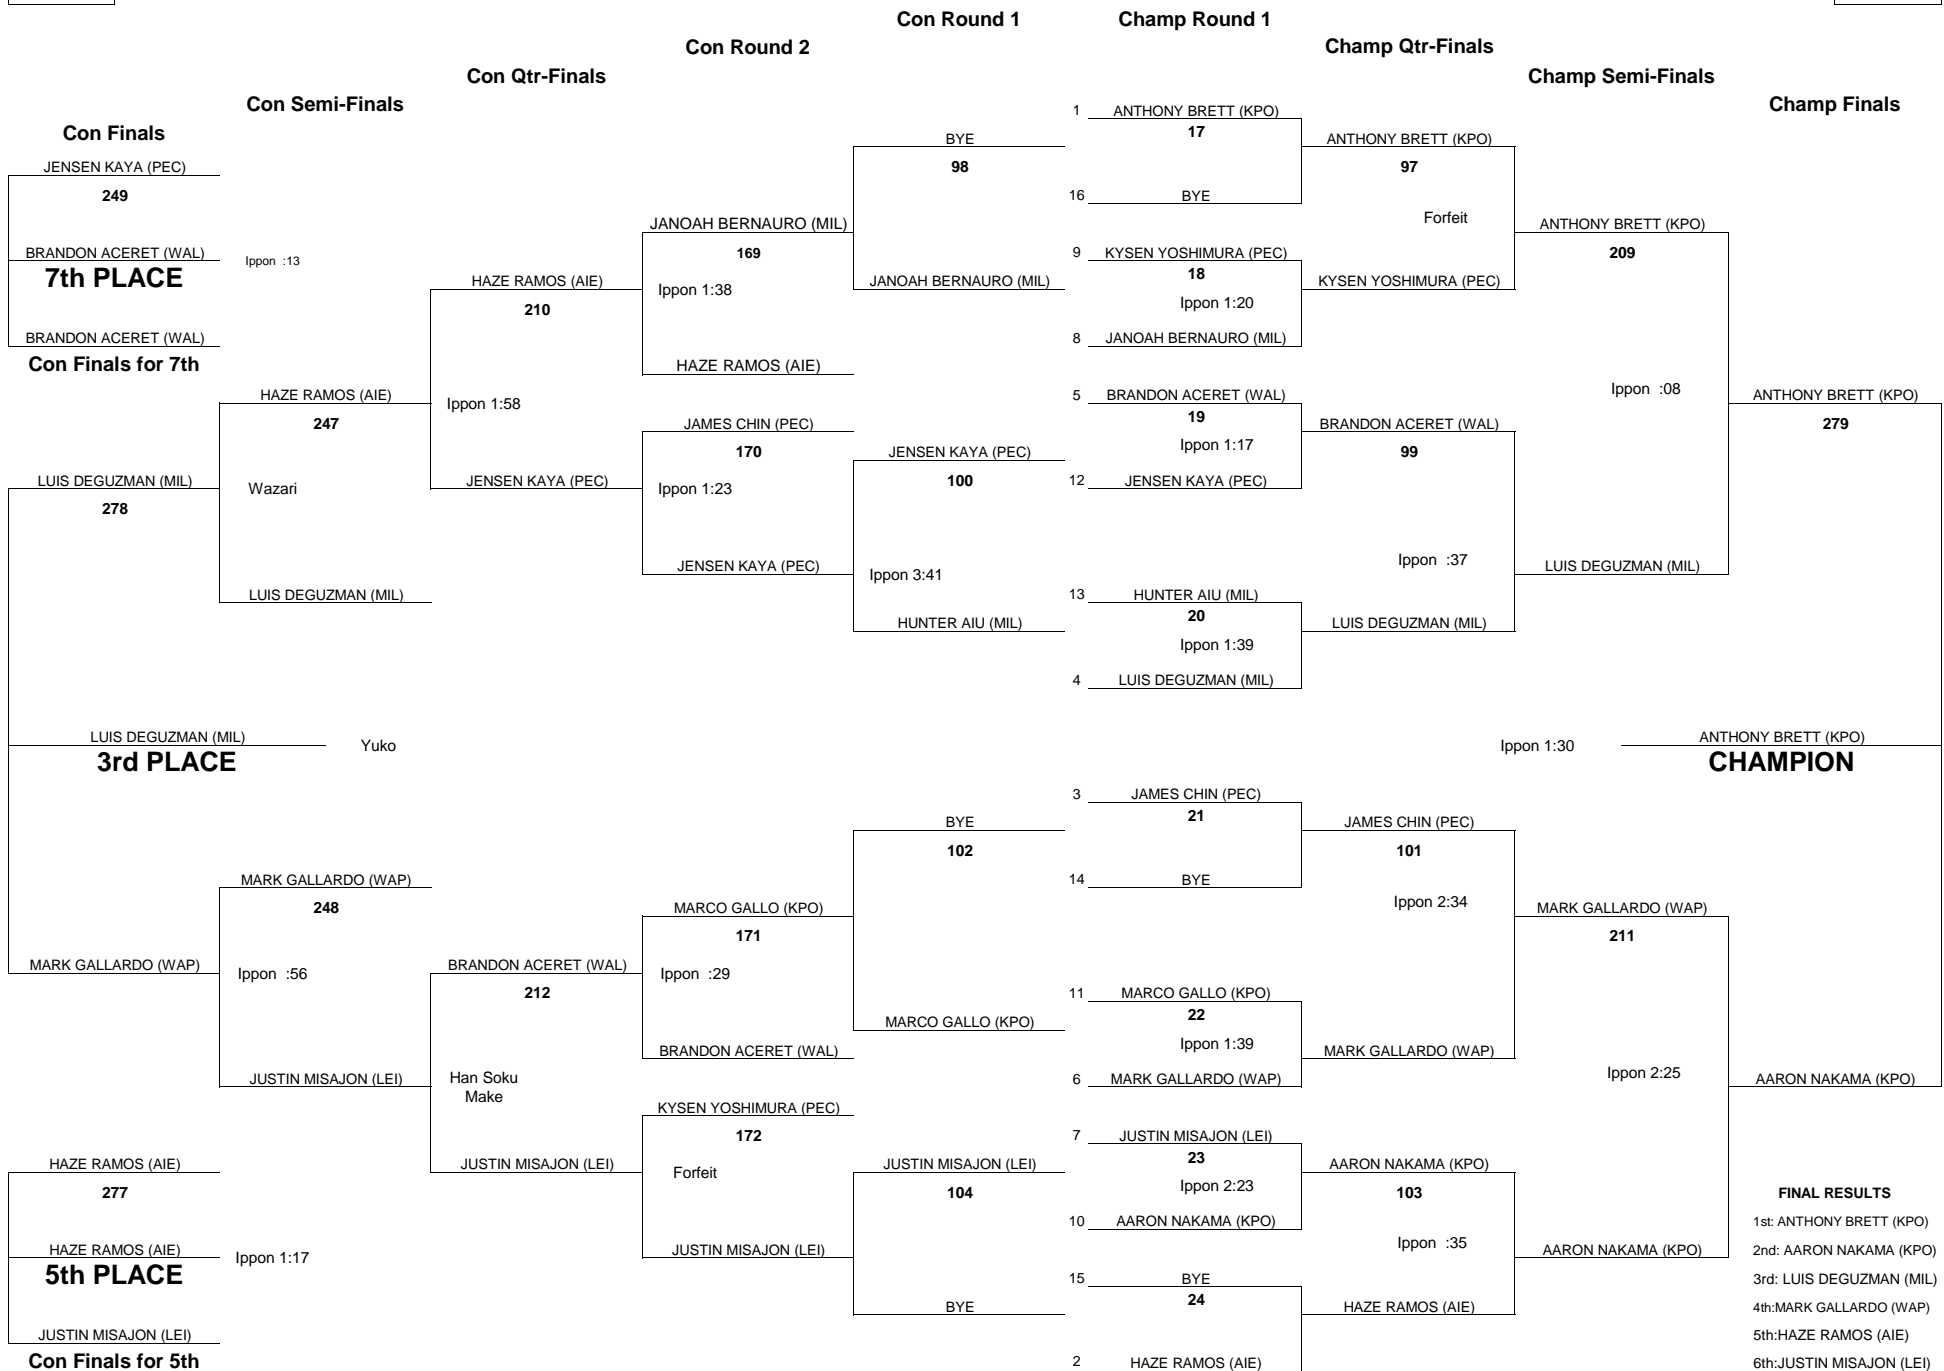 Con Round 1
Champ Round 1
Con Round 2
Champ Qtr-Finals
Con Qtr-Finals
Champ Semi-Finals
Con Semi-Finals
Champ Finals
Con Finals
JENSEN KAYA (PEC)
249
BRANDON ACERET (WAL)
Ippon :13
7th PLACE
BRANDON ACERET (WAL)
Con Finals for 7th
LUIS DEGUZMAN (MIL)
278
LUIS DEGUZMAN (MIL)
Yuko
3rd PLACE
MARK GALLARDO (WAP)
HAZE RAMOS (AIE)
277
HAZE RAMOS (AIE)
Ippon 1:17
5th PLACE
JUSTIN MISAJON (LEI)
Con Finals for 5th
HAZE RAMOS (AIE)
247
Wazari
LUIS DEGUZMAN (MIL)
MARK GALLARDO (WAP)
248
Ippon :56
JUSTIN MISAJON (LEI)
HAZE RAMOS (AIE)
210
Ippon 1:58
JENSEN KAYA (PEC)
BRANDON ACERET (WAL)
212
Han Soku
Make
JUSTIN MISAJON (LEI)
JANOAH BERNAURO (MIL)
169
Ippon 1:38
HAZE RAMOS (AIE)
JAMES CHIN (PEC)
170
Ippon 1:23
JENSEN KAYA (PEC)
MARCO GALLO (KPO)
171
Ippon :29
BRANDON ACERET (WAL)
KYSEN YOSHIMURA (PEC)
172
Forfeit
JUSTIN MISAJON (LEI)
BYE
98
JANOAH BERNAURO (MIL)
JENSEN KAYA (PEC)
100
Ippon 3:41
HUNTER AIU (MIL)
BYE
102
MARCO GALLO (KPO)
JUSTIN MISAJON (LEI)
104
BYE
1 ANTHONY BRETT (KPO)
17
16 BYE
9 KYSEN YOSHIMURA (PEC)
18
Ippon 1:20
8 JANOAH BERNAURO (MIL)
5 BRANDON ACERET (WAL)
19
Ippon 1:17
12 JENSEN KAYA (PEC)
13 HUNTER AIU (MIL)
20
Ippon 1:39
4 LUIS DEGUZMAN (MIL)
3 JAMES CHIN (PEC)
21
14 BYE
11 MARCO GALLO (KPO)
22
Ippon 1:39
6 MARK GALLARDO (WAP)
7 JUSTIN MISAJON (LEI)
23
Ippon 2:23
10 AARON NAKAMA (KPO)
15 BYE
24
2 HAZE RAMOS (AIE)
ANTHONY BRETT (KPO)
97
Forfeit
KYSEN YOSHIMURA (PEC)
BRANDON ACERET (WAL)
99
Ippon :37
LUIS DEGUZMAN (MIL)
JAMES CHIN (PEC)
101
Ippon 2:34
MARK GALLARDO (WAP)
AARON NAKAMA (KPO)
103
Ippon :35
HAZE RAMOS (AIE)
ANTHONY BRETT (KPO)
209
Ippon :08
LUIS DEGUZMAN (MIL)
MARK GALLARDO (WAP)
211
Ippon 2:25
AARON NAKAMA (KPO)
ANTHONY BRETT (KPO)
279
Ippon 1:30
ANTHONY BRETT (KPO)
CHAMPION
AARON NAKAMA (KPO)
FINAL RESULTS
1st: ANTHONY BRETT (KPO)
2nd: AARON NAKAMA (KPO)
3rd: LUIS DEGUZMAN (MIL)
4th:MARK GALLARDO (WAP)
5th:HAZE RAMOS (AIE)
6th:JUSTIN MISAJON (LEI)